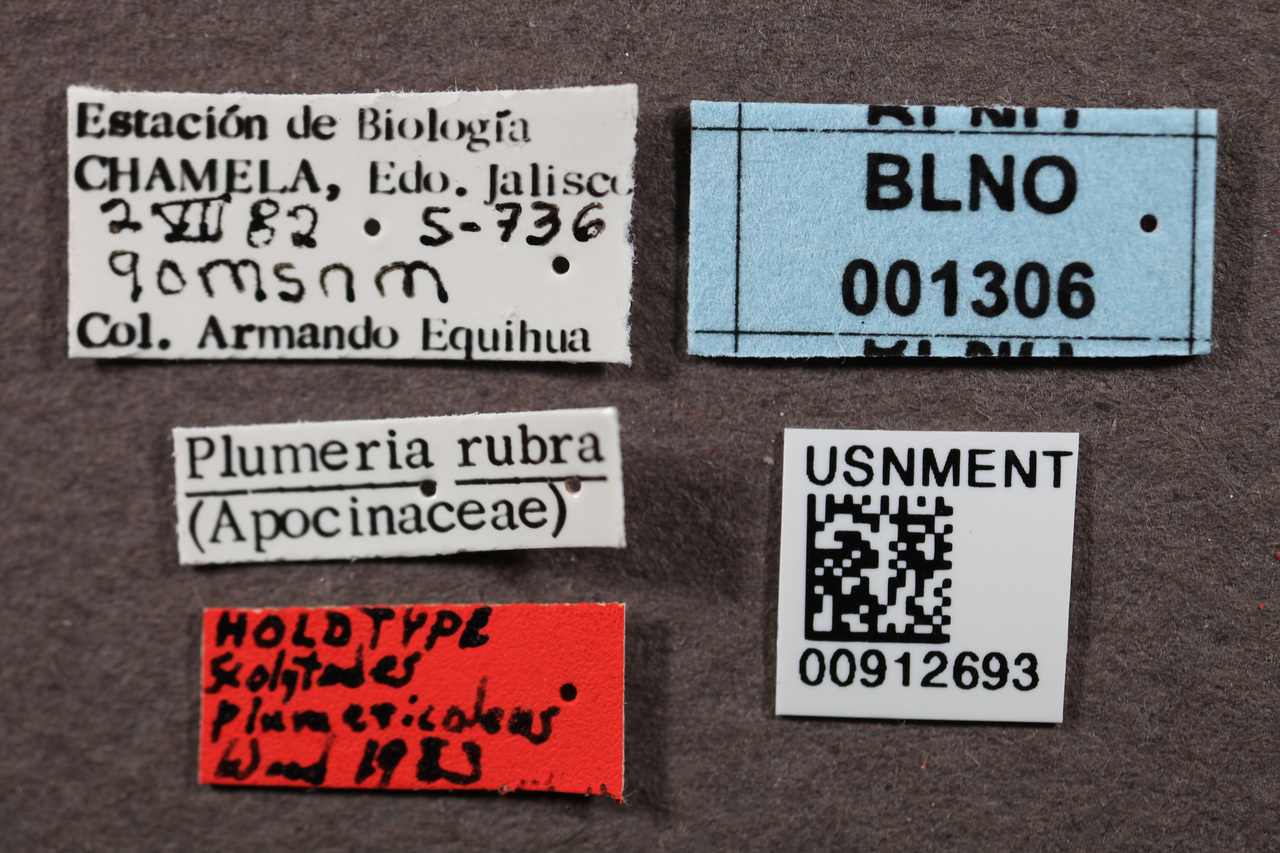 Estación de Biología
CHAMELA, Edo. Jalisco
2 VII 82 S-736
90msnm
Col. Armando Equihua
BLNO
001306
Plumeria rubra
(Apocinaceae)
USNMENT
00912693
HOLOTYPE
Scolytodes
plumericolens
Wood 1983